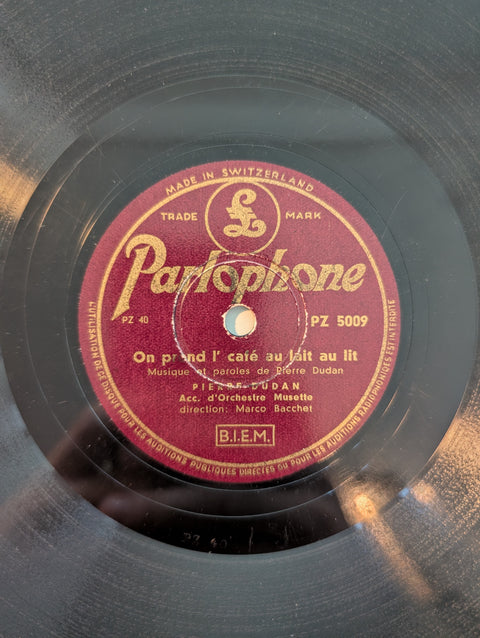 MADE IN SWITZERLAND
TRADE MARK
£
Parlophone
PZ 40
PZ 5009
On prend l' café au lait au lit
Musique et paroles de Pierre Dudan
PIERRE DUDAN
Acc. d'Orchestre Musette
direction: Marco Bacchet
B.I.E.M.
L'UTILISATION DE CE DISQUE POUR LES AUDITIONS PUBLIQUES DIRECTES OU POUR LES AUDITIONS RADIOPHONIQUES EST INTERDITE